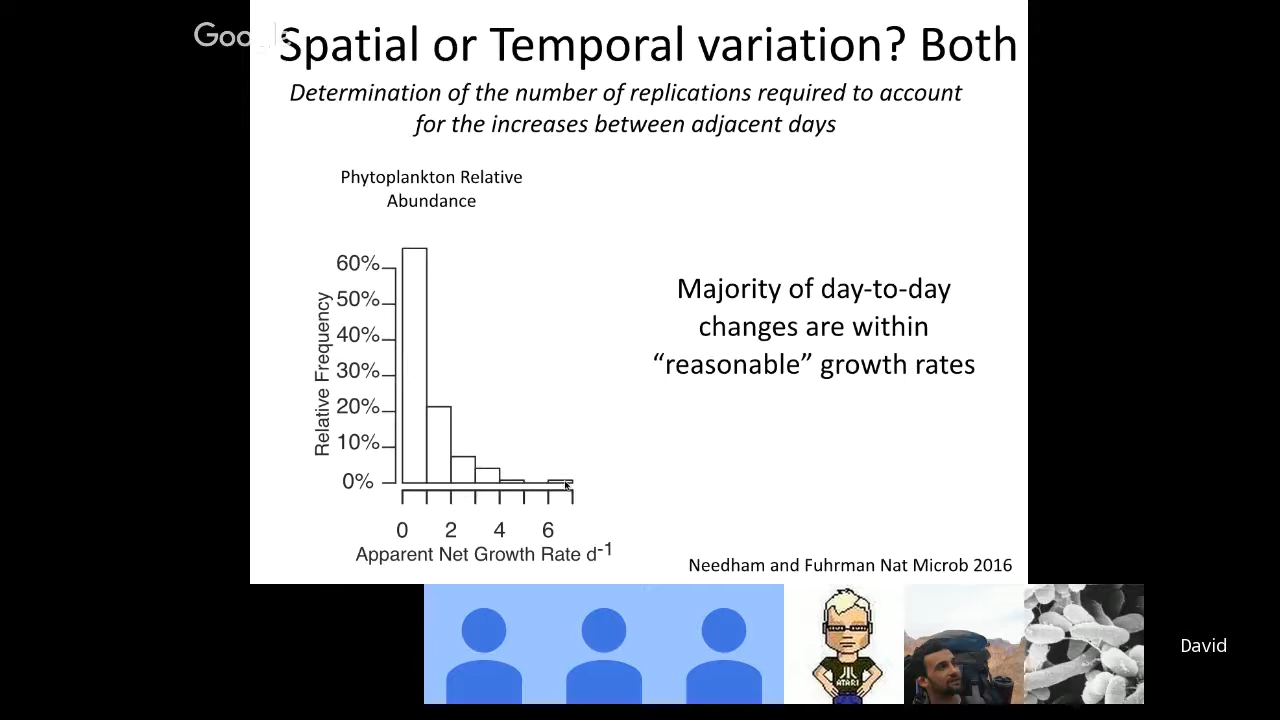 Google
Spatial or Temporal variation? Both
Determination of the number of replications required to account
for the increases between adjacent days
Phytoplankton Relative
Abundance
Relative Frequency
60%
50%
40%
30%
20%
10%
0%
0 2 4 6
Apparent Net Growth Rate d-1
Majority of day-to-day
changes are within
“reasonable” growth rates
Needham and Fuhrman Nat Microb 2016
ATARI
David